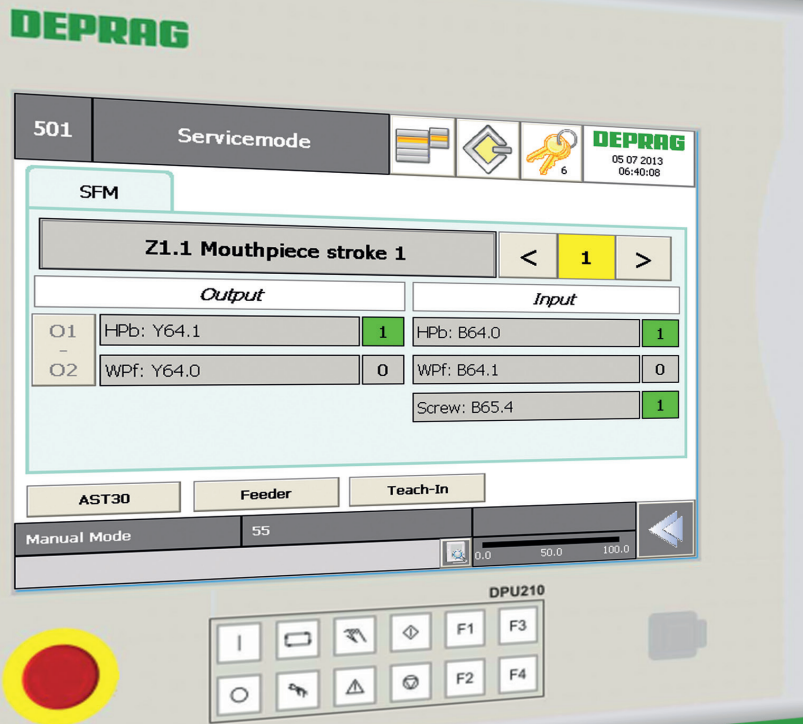 DEPRAG
501 Servicemode
6
DEPRAG
05 07 2013
06:40:08
SFM
Z1.1 Mouthpiece stroke 1 < 1 >
Output Input
O1
-
O2
HPb: Y64.1 1 HPb: B64.0 1
WPf: Y64.0 0 WPf: B64.1 0
Screw: B65.4 1
AST30 Feeder Teach-In
Manual Mode 55
0.0 50.0 100.0
DPU210
F1 F3
F2 F4